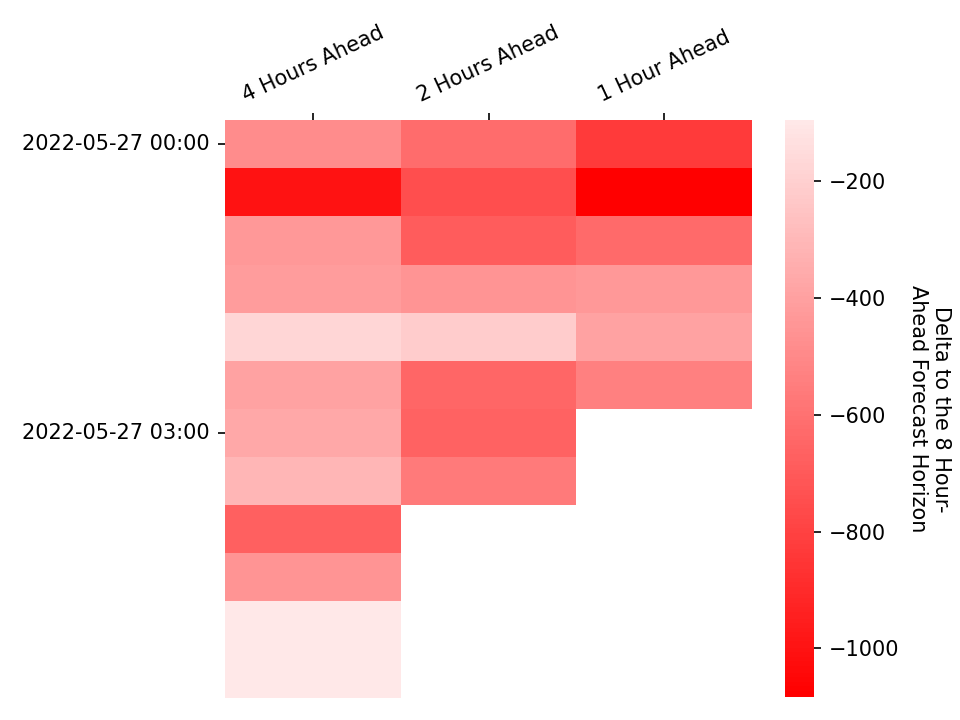 4 Hours Ahead
2 Hours Ahead
1 Hour Ahead
2022-05-27 00:00
2022-05-27 03:00
−200
−400
−600
−800
−1000
Delta to the 8 Hour-
Ahead Forecast Horizon